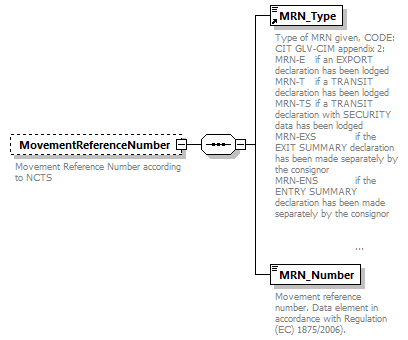 MRN_Type
Type of MRN given, CODE:
CIT GLV-CIM appendix 2:
MRN-E if an EXPORT
declaration has been lodged
MRN-T if a TRANSIT
declaration has been lodged
MRN-TS if a TRANSIT
declaration with SECURITY
data has been lodged
MRN-EXS if the
EXIT SUMMARY declaration
has been made separately by
the consignor
MRN-ENS if the
ENTRY SUMMARY
declaration has been made
separately by the consignor
...
MovementReferenceNumber
Movement Reference Number according
to NCTS
MRN_Number
Movement reference
number. Data element in
accordance with Regulation
(EC) 1875/2006).